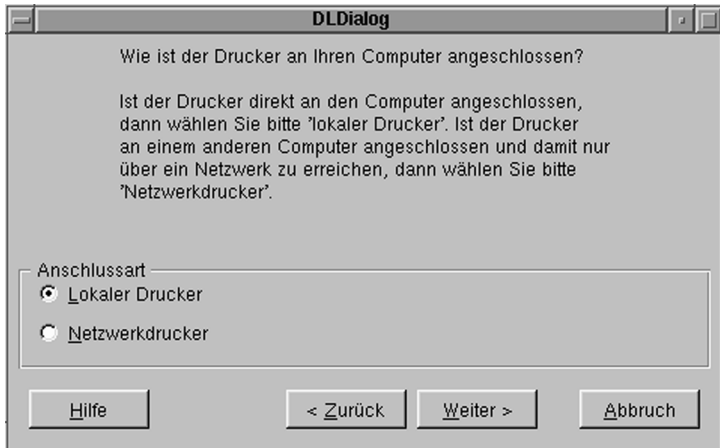 DLDialog
Wie ist der Drucker an Ihren Computer angeschlossen?
Ist der Drucker direkt an den Computer angeschlossen,
dann wählen Sie bitte 'lokaler Drucker'. Ist der Drucker
an einem anderen Computer angeschlossen und damit nur
über ein Netzwerk zu erreichen, dann wählen Sie bitte
'Netzwerkdrucker'.
Anschlussart
Lokaler Drucker
Netzwerkdrucker
Hilfe
< Zurück
Weiter >
Abbruch